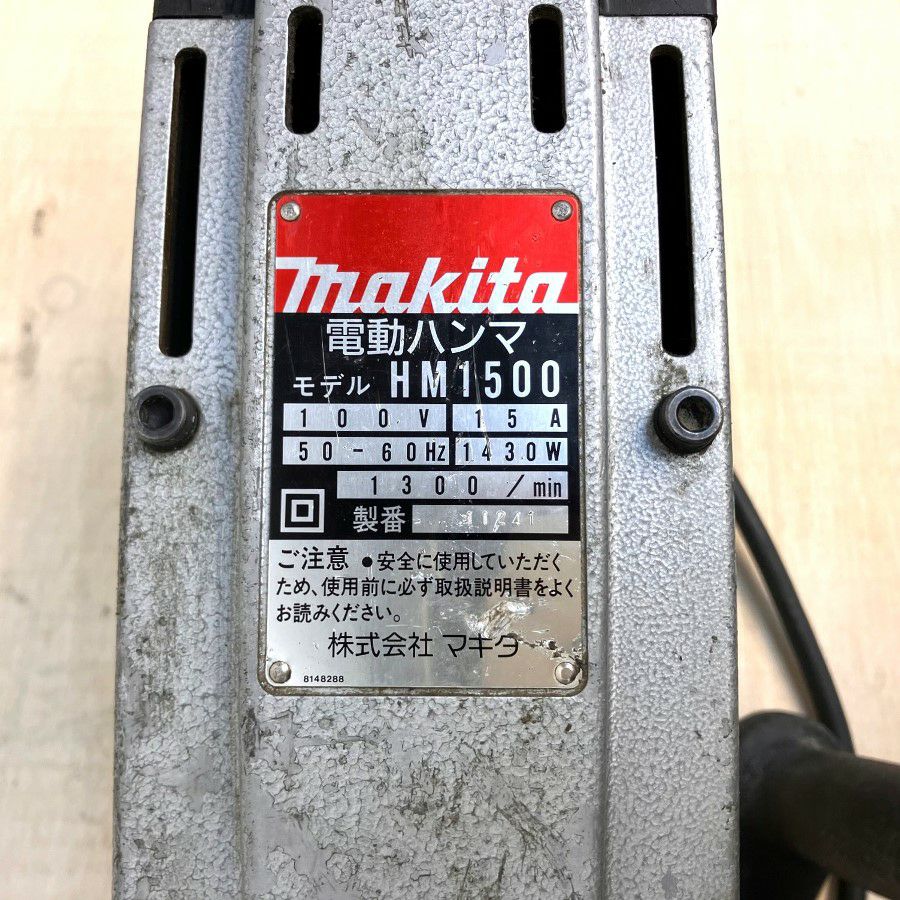 makita
電動ハンマ
モデル HM1500
100V 15A
50-60Hz 1430W
1300/min
製番 11241
ご注意 ●安全に使用していただく
ため、使用前に必ず取扱説明書をよく
お読みください。
株式会社 マキタ
8148288